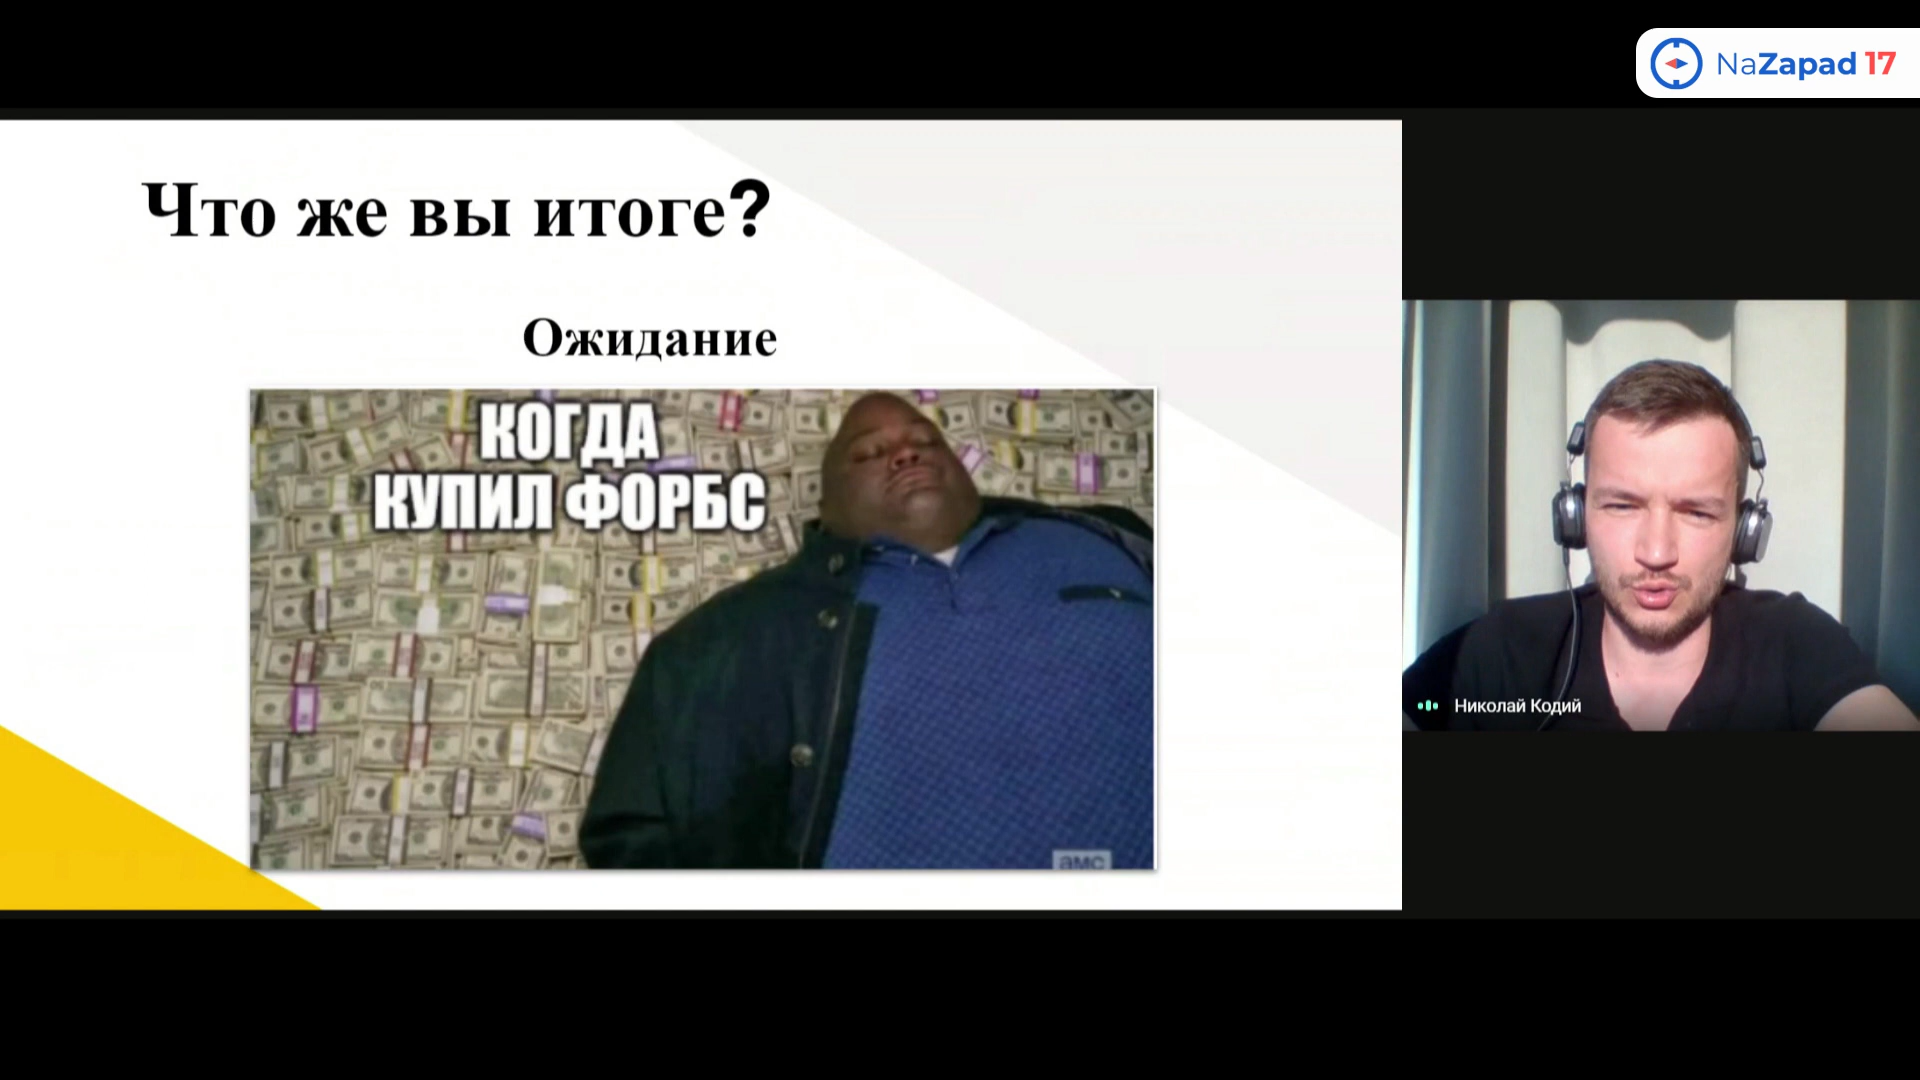 NaZapad 17
Что же вы итоге?
Ожидание
КОГДА
КУПИЛ ФОРБС
amc
Николай Кодий